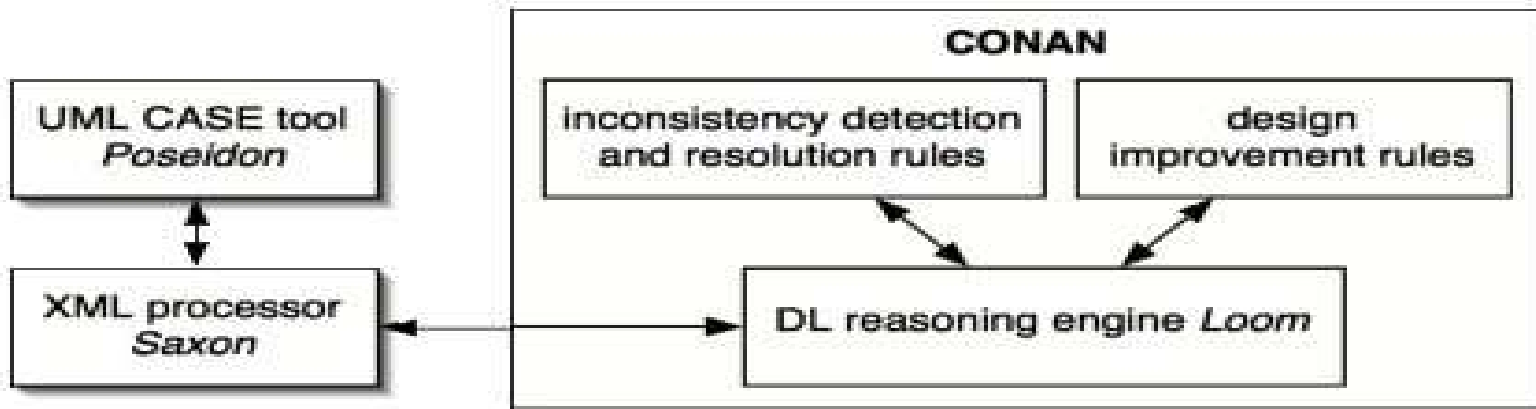 CONAN
UML CASE tool
Poseidon
inconsistency detection
and resolution rules
design
improvement rules
XML processor
Saxon
DL reasoning engine Loom